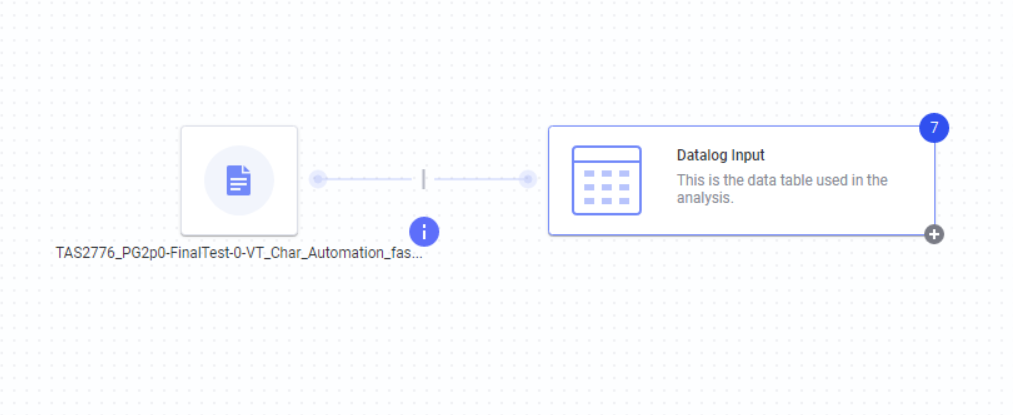 7
Datalog Input
This is the data table used in the
analysis.
i
TAS2776_PG2p0-FinalTest-0-VT_Char_Automation_fas...